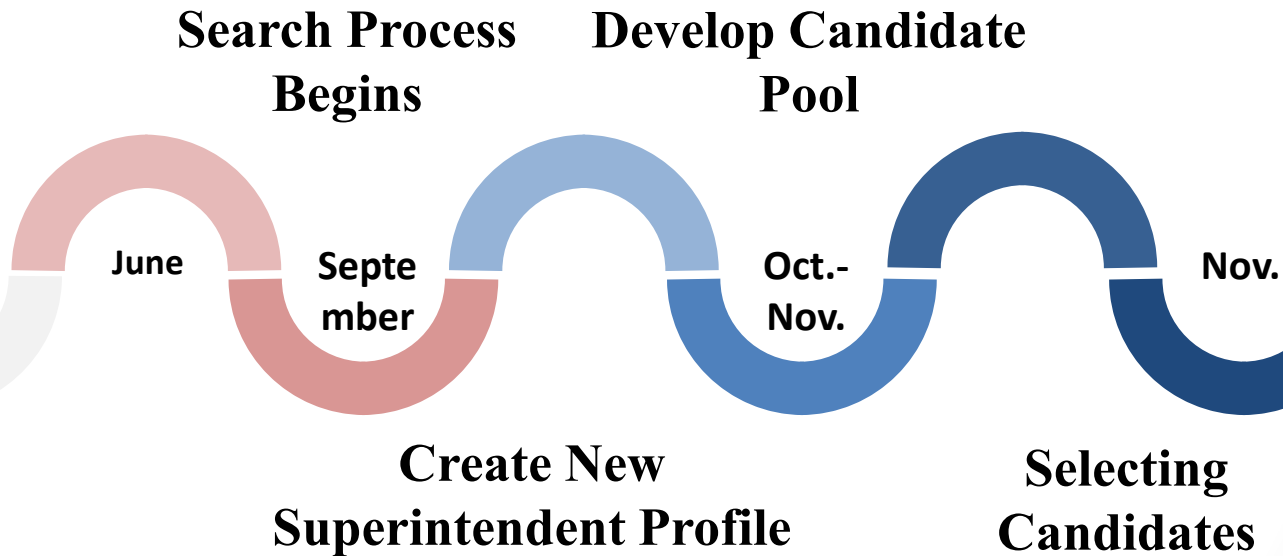 Search Process
Begins
Develop Candidate
Pool
June
Septe
mber
Oct.-
Nov.
Nov.
Create New
Superintendent Profile
Selecting
Candidates